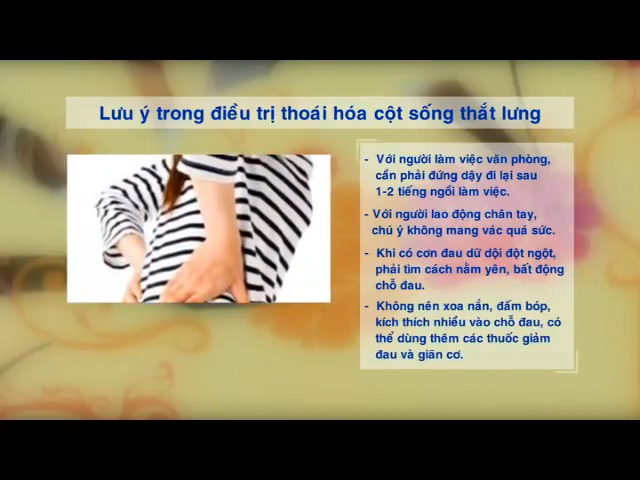 Lưu ý trong điều trị thoái hóa cột sống thắt lưng
- Với người làm việc văn phòng,
cần phải đứng dậy đi lại sau
1-2 tiếng ngồi làm việc.
- Với người lao động chân tay,
chú ý không mang vác quá sức.
- Khi có cơn đau dữ dội đột ngột,
phải tìm cách nằm yên, bất động
chỗ đau.
- Không nên xoa nắn, đấm bóp,
kích thích nhiều vào chỗ đau, có
thể dùng thêm các thuốc giảm
đau và giãn cơ.